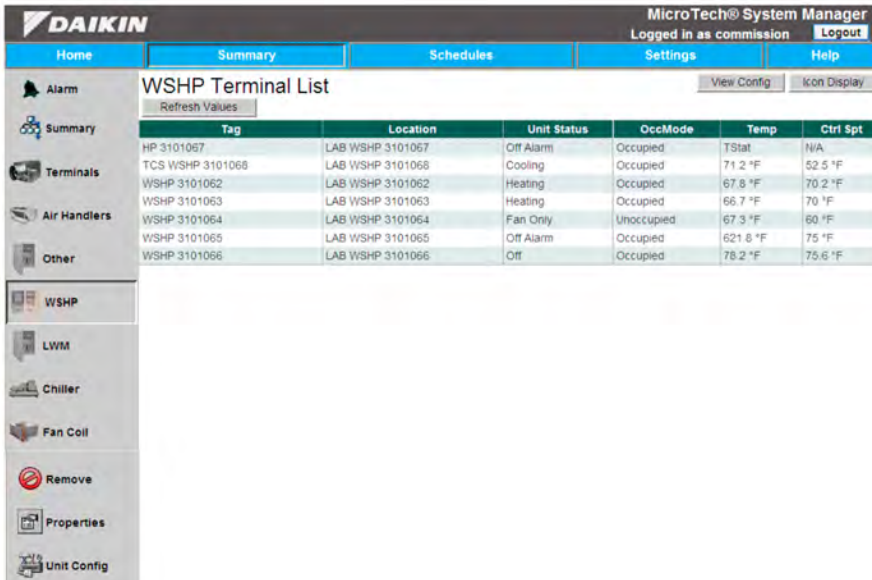 DAIKIN
MicroTech® System Manager
Logged in as commission Logout
Home Summary Schedules Settings Help
Alarm
Summary
Terminals
Air Handlers
Other
WSHP
LWM
Chiller
Fan Coil
Remove
Properties
Unit Config
WSHP Terminal List
View Config Icon Display
Refresh Values
Tag Location Unit Status OccMode Temp Ctrl Spt
HP 3101067 LAB WSHP 3101067 Off Alarm Occupied TStat N/A
TCS WSHP 3101068 LAB WSHP 3101068 Cooling Occupied 71.2 °F 52.5 °F
WSHP 3101062 LAB WSHP 3101062 Heating Occupied 67.8 °F 70.2 °F
WSHP 3101063 LAB WSHP 3101063 Heating Occupied 66.7 °F 70 °F
WSHP 3101064 LAB WSHP 3101064 Fan Only Unoccupied 67.3 °F 60 °F
WSHP 3101065 LAB WSHP 3101065 Off Alarm Occupied 621.8 °F 75 °F
WSHP 3101066 LAB WSHP 3101066 Off Occupied 78.2 °F 75.6 °F